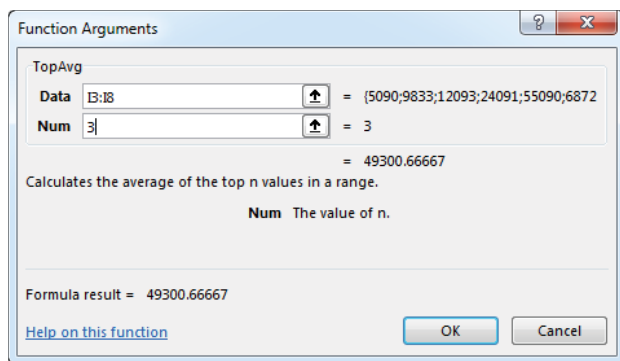 Function Arguments
?
X
TopAvg
Data I3:I8 = {5090;9833;12093;24091;55090;6872
Num 3 = 3
= 49300.66667
Calculates the average of the top n values in a range.
Num The value of n.
Formula result = 49300.66667
Help on this function
OK Cancel